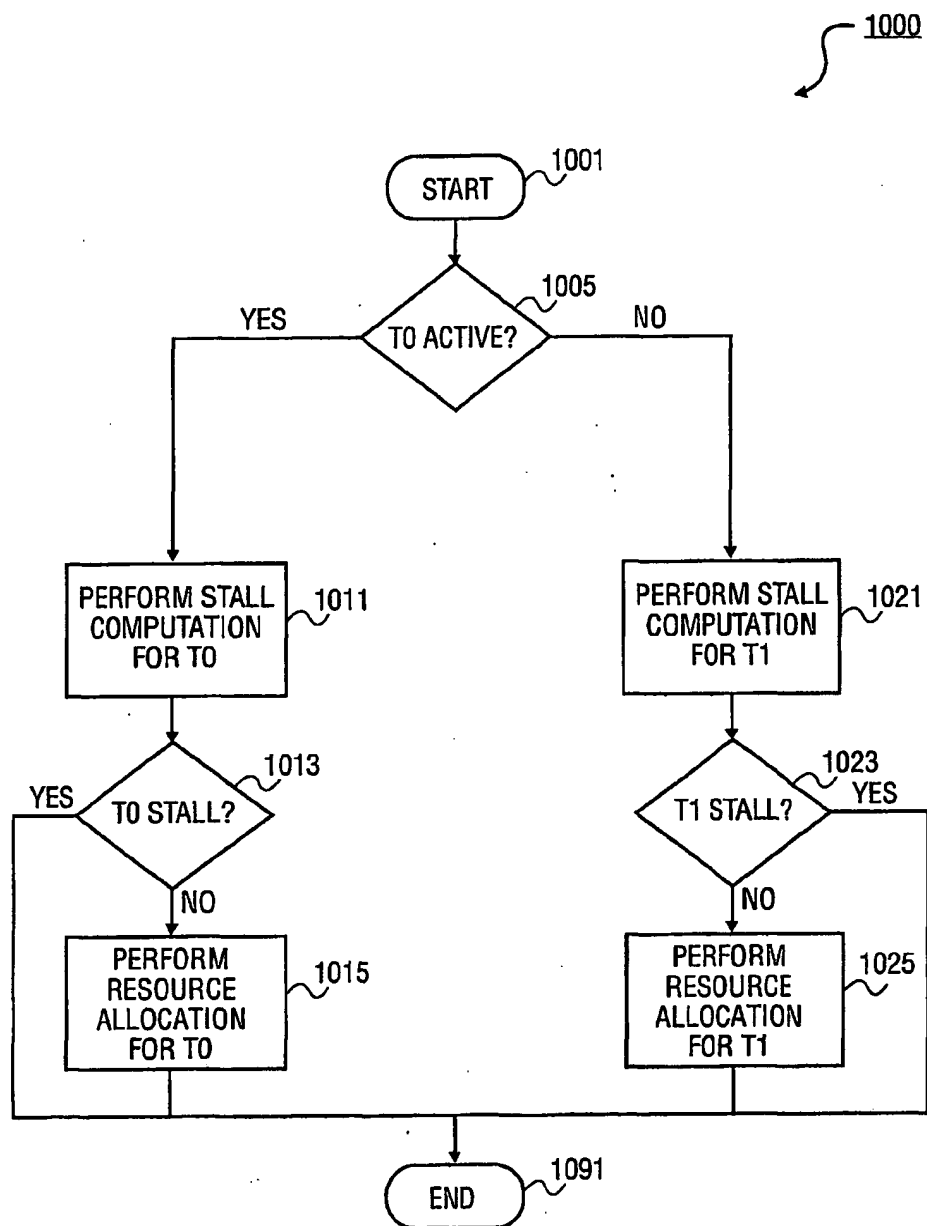 1000
START
1001
T0 ACTIVE?
1005
YES
NO
PERFORM STALL
COMPUTATION
FOR T0
1011
PERFORM STALL
COMPUTATION
FOR T1
1021
T0 STALL?
1013
YES
NO
T1 STALL?
1023
YES
NO
PERFORM
RESOURCE
ALLOCATION
FOR T0
1015
PERFORM
RESOURCE
ALLOCATION
FOR T1
1025
END
1091